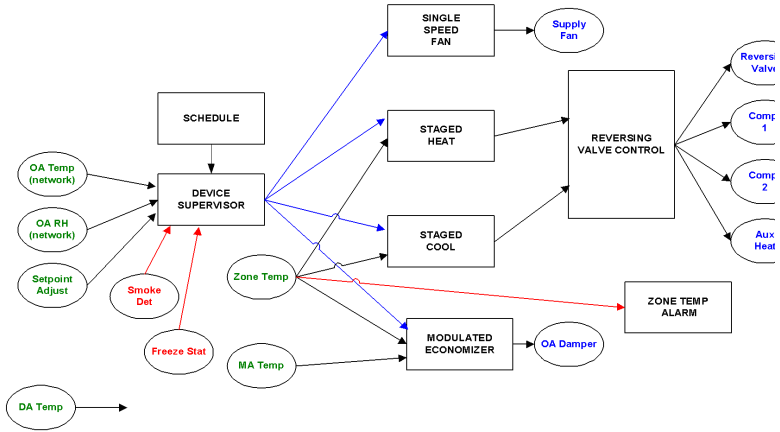 SINGLE
SPEED
FAN
Supply
Fan
SCHEDULE
STAGED
HEAT
REVERSING
VALVE CONTROL
Valve
Comp
1
Comp
2
Aux
Heat
OA Temp
(network)
DEVICE
SUPERVISOR
OA RH
(network)
STAGED
COOL
Setpoint
Adjust
Smoke
Det
Zone Temp
ZONE TEMP
ALARM
Freeze Stat
MODULATED
ECONOMIZER
OA Damper
MA Temp
DA Temp